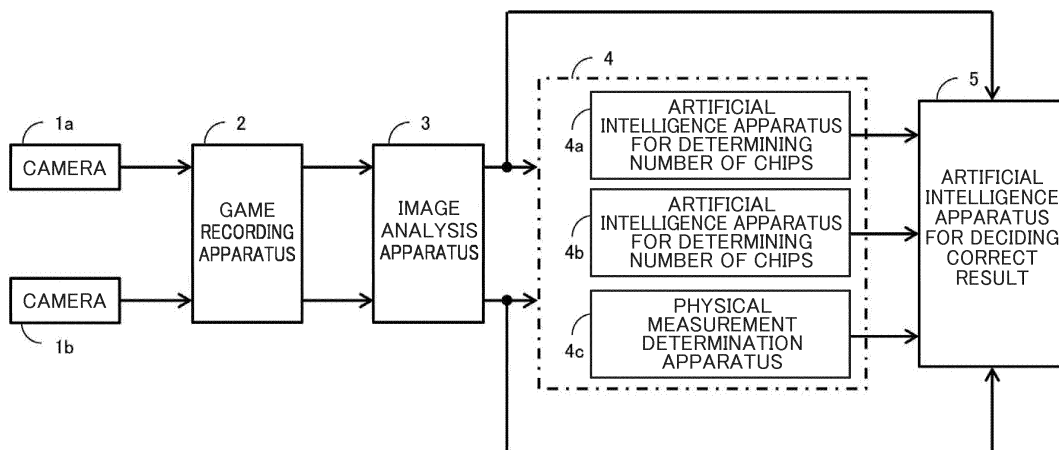 1a
CAMERA
1b
CAMERA
2
GAME
RECORDING
APPARATUS
3
IMAGE
ANALYSIS
APPARATUS
4
4a
ARTIFICIAL
INTELLIGENCE APPARATUS
FOR DETERMINING
NUMBER OF CHIPS
4b
ARTIFICIAL
INTELLIGENCE APPARATUS
FOR DETERMINING
NUMBER OF CHIPS
4c
PHYSICAL
MEASUREMENT
DETERMINATION
APPARATUS
5
ARTIFICIAL
INTELLIGENCE
APPARATUS
FOR DECIDING
CORRECT
RESULT